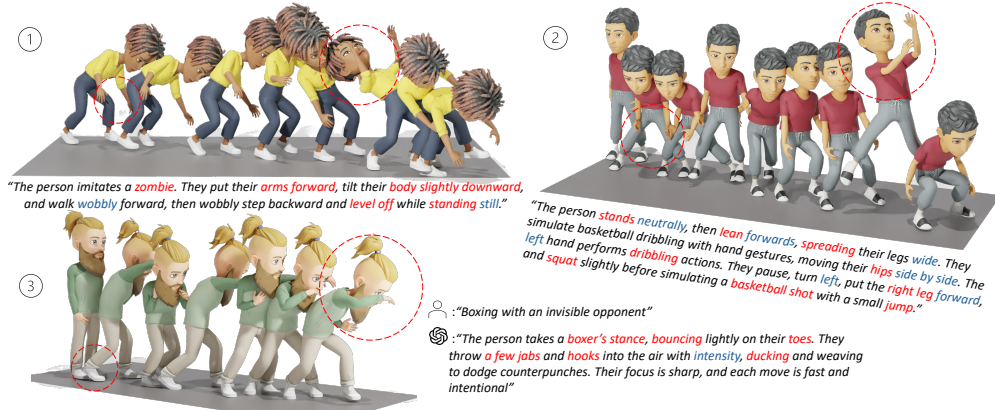 1
"The person imitates a zombie. They put their arms forward, tilt their body slightly downward,
and walk wobbly forward, then wobbly step backward and level off while standing still."
2
"The person stands neutrally, then lean forwards, spreading their legs wide. They
simulate basketball dribbling with hand gestures, moving their hips side by side. The
left hand performs dribbling actions. They pause, turn left, put the right leg forward,
and squat slightly before simulating a basketball shot with a small jump."
3
:"Boxing with an invisible opponent"
:"The person takes a boxer's stance, bouncing lightly on their toes. They
throw a few jabs and hooks into the air with intensity, ducking and weaving
to dodge counterpunches. Their focus is sharp, and each move is fast and
intentional"